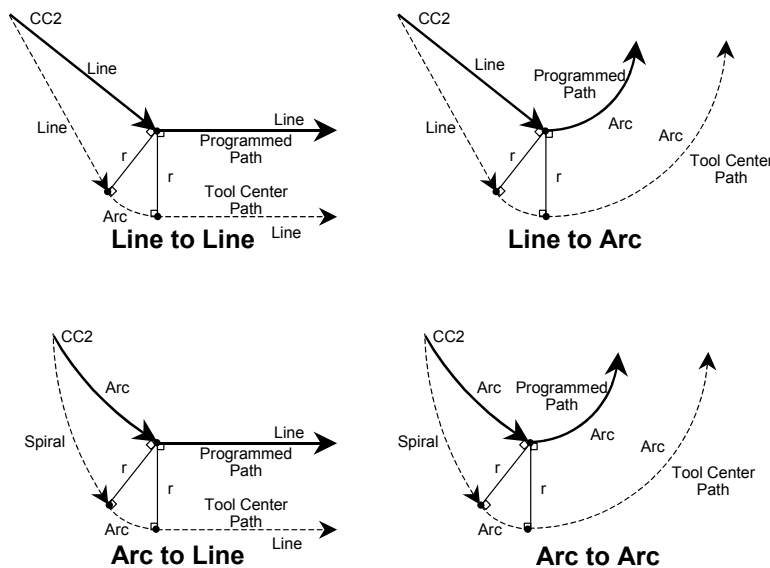 CC2
Line
Line
Line
Programmed
Path
r
r
Tool Center
Path
Arc
Line
Line to Line
CC2
Line
Line
Programmed
Path
Arc
Arc
r
r
Tool Center
Path
Arc
Line to Arc
CC2
Arc
Spiral
Line
Programmed
Path
r
r
Tool Center
Path
Arc
Line
Arc to Line
CC2
Arc
Spiral
Programmed
Path
Arc
Arc
r
r
Tool Center
Path
Arc
Arc to Arc